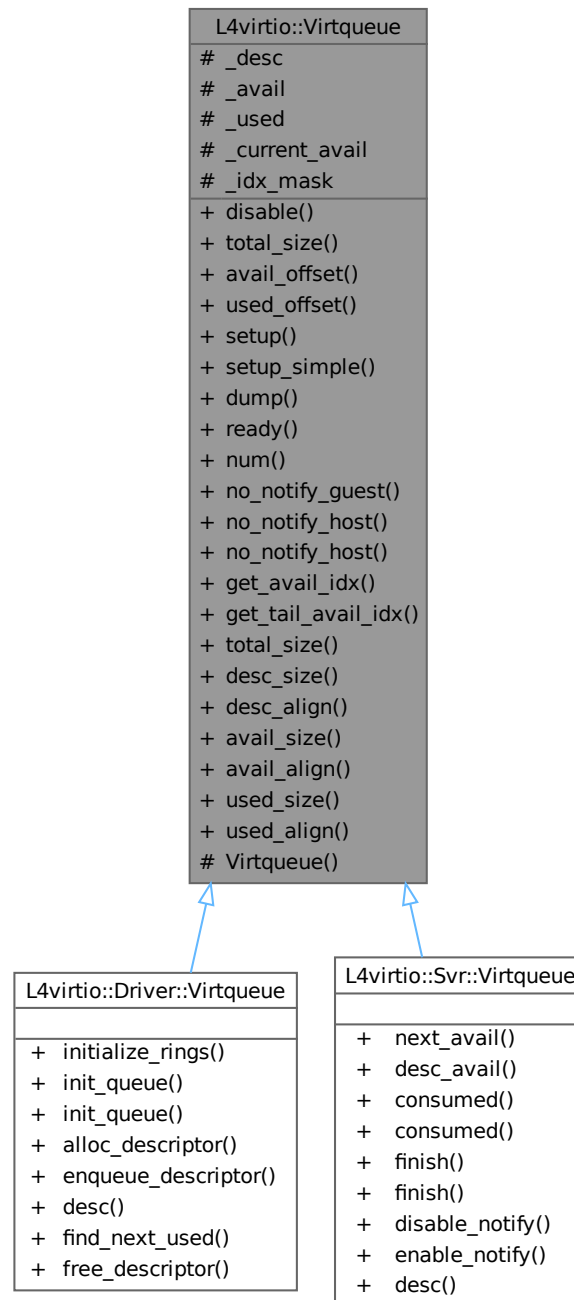 L4virtio::Virtqueue
# _desc
# _avail
# _used
# _current_avail
# _idx_mask
+ disable()
+ total_size()
+ avail_offset()
+ used_offset()
+ setup()
+ setup_simple()
+ dump()
+ ready()
+ num()
+ no_notify_guest()
+ no_notify_host()
+ no_notify_host()
+ get_avail_idx()
+ get_tail_avail_idx()
+ total_size()
+ desc_size()
+ desc_align()
+ avail_size()
+ avail_align()
+ used_size()
+ used_align()
# Virtqueue()
L4virtio::Driver::Virtqueue
+ initialize_rings()
+ init_queue()
+ init_queue()
+ alloc_descriptor()
+ enqueue_descriptor()
+ desc()
+ find_next_used()
+ free_descriptor()
L4virtio::Svr::Virtqueue
+ next_avail()
+ desc_avail()
+ consumed()
+ consumed()
+ finish()
+ finish()
+ disable_notify()
+ enable_notify()
+ desc()